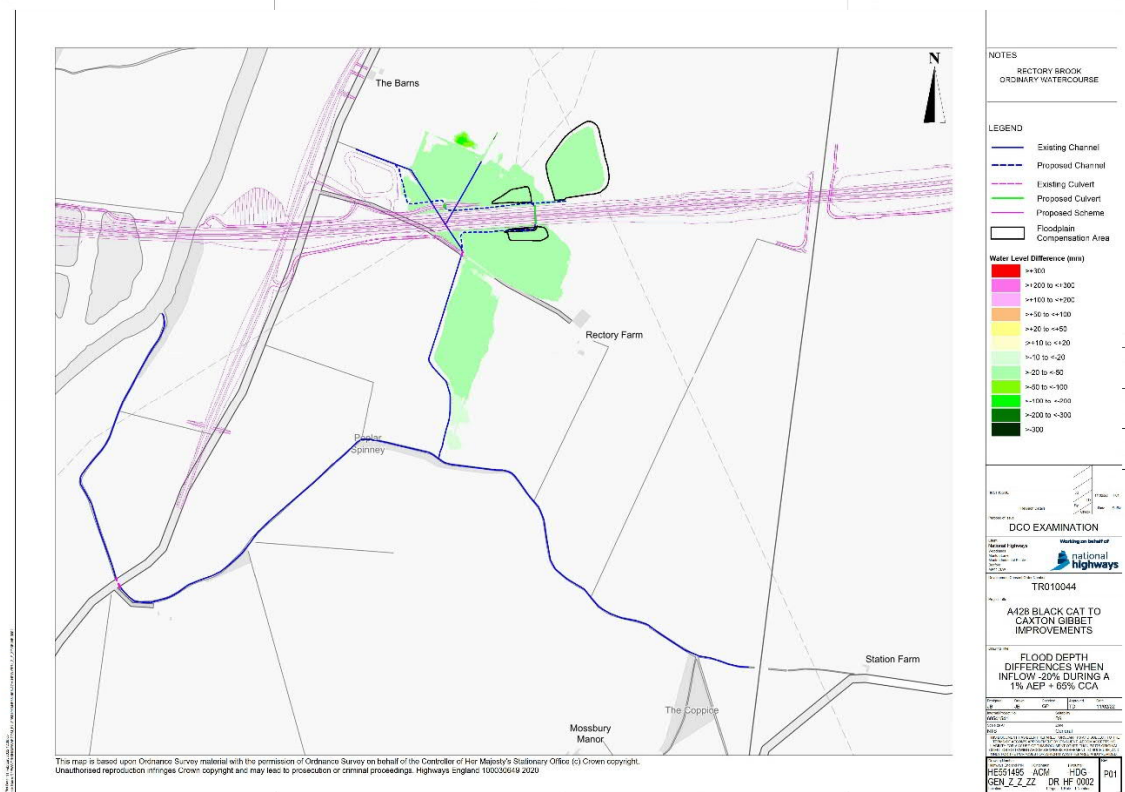 The Barns
N
Rectory Farm
Poplar
Spinney
Station Farm
The Coppice
Mossbury
Manor
This map is based upon Ordnance Survey material with the permission of Ordnance Survey on behalf of the Controller of Her Majesty's Stationary Office (c) Crown copyright.
Unauthorised reproduction infringes Crown copyright and may lead to prosecution or criminal proceedings. Highways England 100030649 2020
NOTES
RECTORY BROOK
ORDINARY WATERCOURSE
LEGEND
Existing Channel
Proposed Channel
Existing Culvert
Proposed Culvert
Proposed Scheme
Floodplain
Compensation Area
Water Level Difference (mm)
>+300
>+200 to <+300
>+100 to <+200
>+50 to <+100
>+20 to <+50
>+10 to <+20
>-10 to <-20
>-20 to <-50
>-50 to <-100
>-100 to <-200
>-200 to <-300
>-300
DCO EXAMINATION
National Highways
Working on behalf of
national
highways
TR010044
A428 BLACK CAT TO
CAXTON GIBBET
IMPROVEMENTS
FLOOD DEPTH
DIFFERENCES WHEN
INFLOW -20% DURING A
1% AEP + 65% CCA
HE551495 ACM HDG
GEN_Z_Z_ZZ DR HF 0002
P01